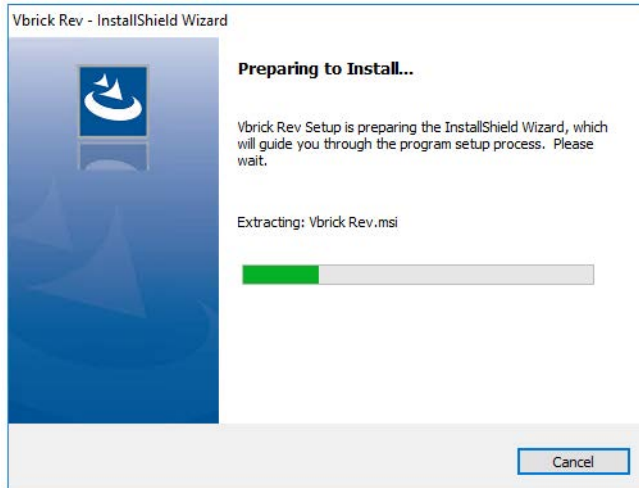 Vbrick Rev - InstallShield Wizard
Preparing to Install...
Vbrick Rev Setup is preparing the InstallShield Wizard, which
will guide you through the program setup process.  Please
wait.
Extracting: Vbrick Rev.msi
Cancel